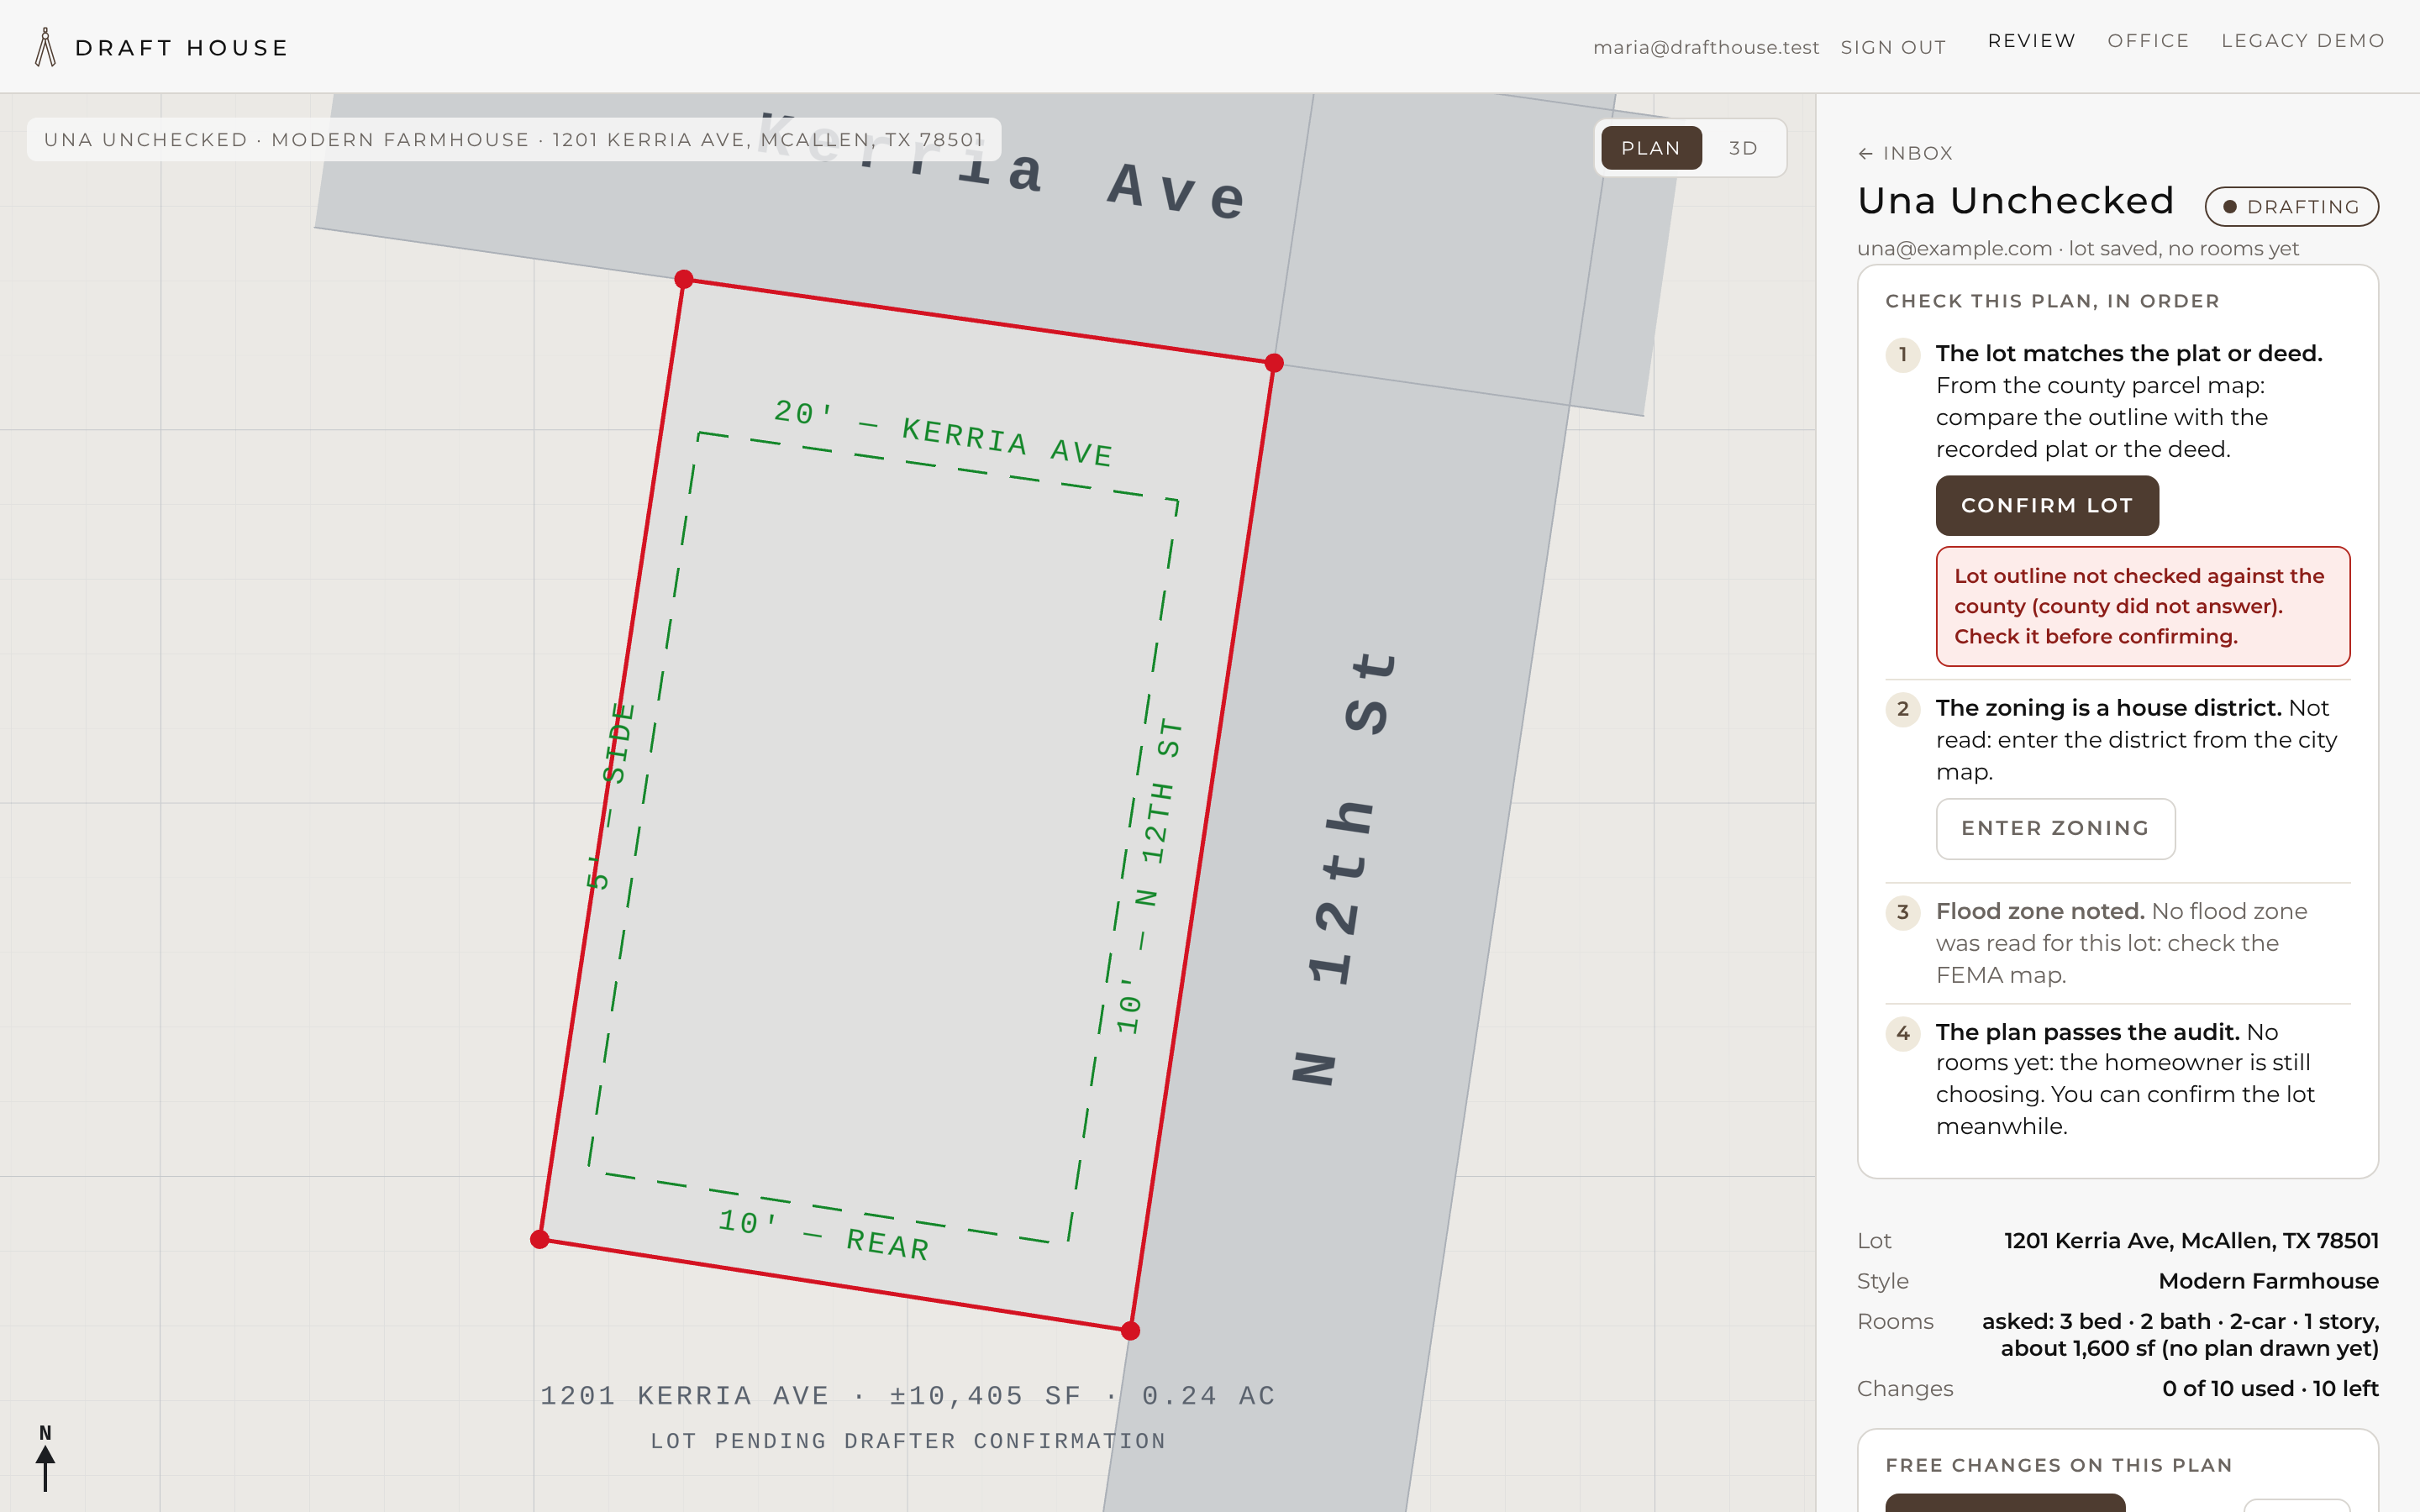 DRAFT HOUSE
maria@drafthouse.test SIGN OUT REVIEW OFFICE LEGACY DEMO
UNA UNCHECKED · MODERN FARMHOUSE · 1201 KERRIA AVE, MCALLEN, TX 78501
Kerria Ave
PLAN 3D
20' — KERRIA AVE
5' — SIDE
10' — N 12TH ST
N 12th St
10' — REAR
1201 KERRIA AVE · ±10,405 SF · 0.24 AC
LOT PENDING DRAFTER CONFIRMATION
N
← INBOX
Una Unchecked
DRAFTING
una@example.com · lot saved, no rooms yet
CHECK THIS PLAN, IN ORDER
1 The lot matches the plat or deed.
From the county parcel map:
compare the outline with the
recorded plat or the deed.
CONFIRM LOT
Lot outline not checked against the
county (county did not answer).
Check it before confirming.
2 The zoning is a house district. Not
read: enter the district from the city
map.
ENTER ZONING
3 Flood zone noted. No flood zone
was read for this lot: check the
FEMA map.
4 The plan passes the audit. No
rooms yet: the homeowner is still
choosing. You can confirm the lot
meanwhile.
Lot 1201 Kerria Ave, McAllen, TX 78501
Style Modern Farmhouse
Rooms asked: 3 bed · 2 bath · 2-car · 1 story,
about 1,600 sf (no plan drawn yet)
Changes 0 of 10 used · 10 left
FREE CHANGES ON THIS PLAN